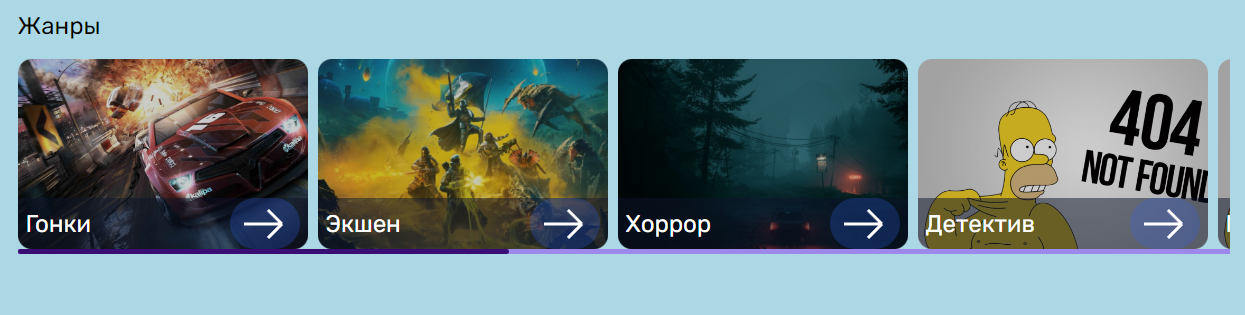 Жанры
404
NOT FOUND
Гонки
Экшен
Хоррор
Детектив